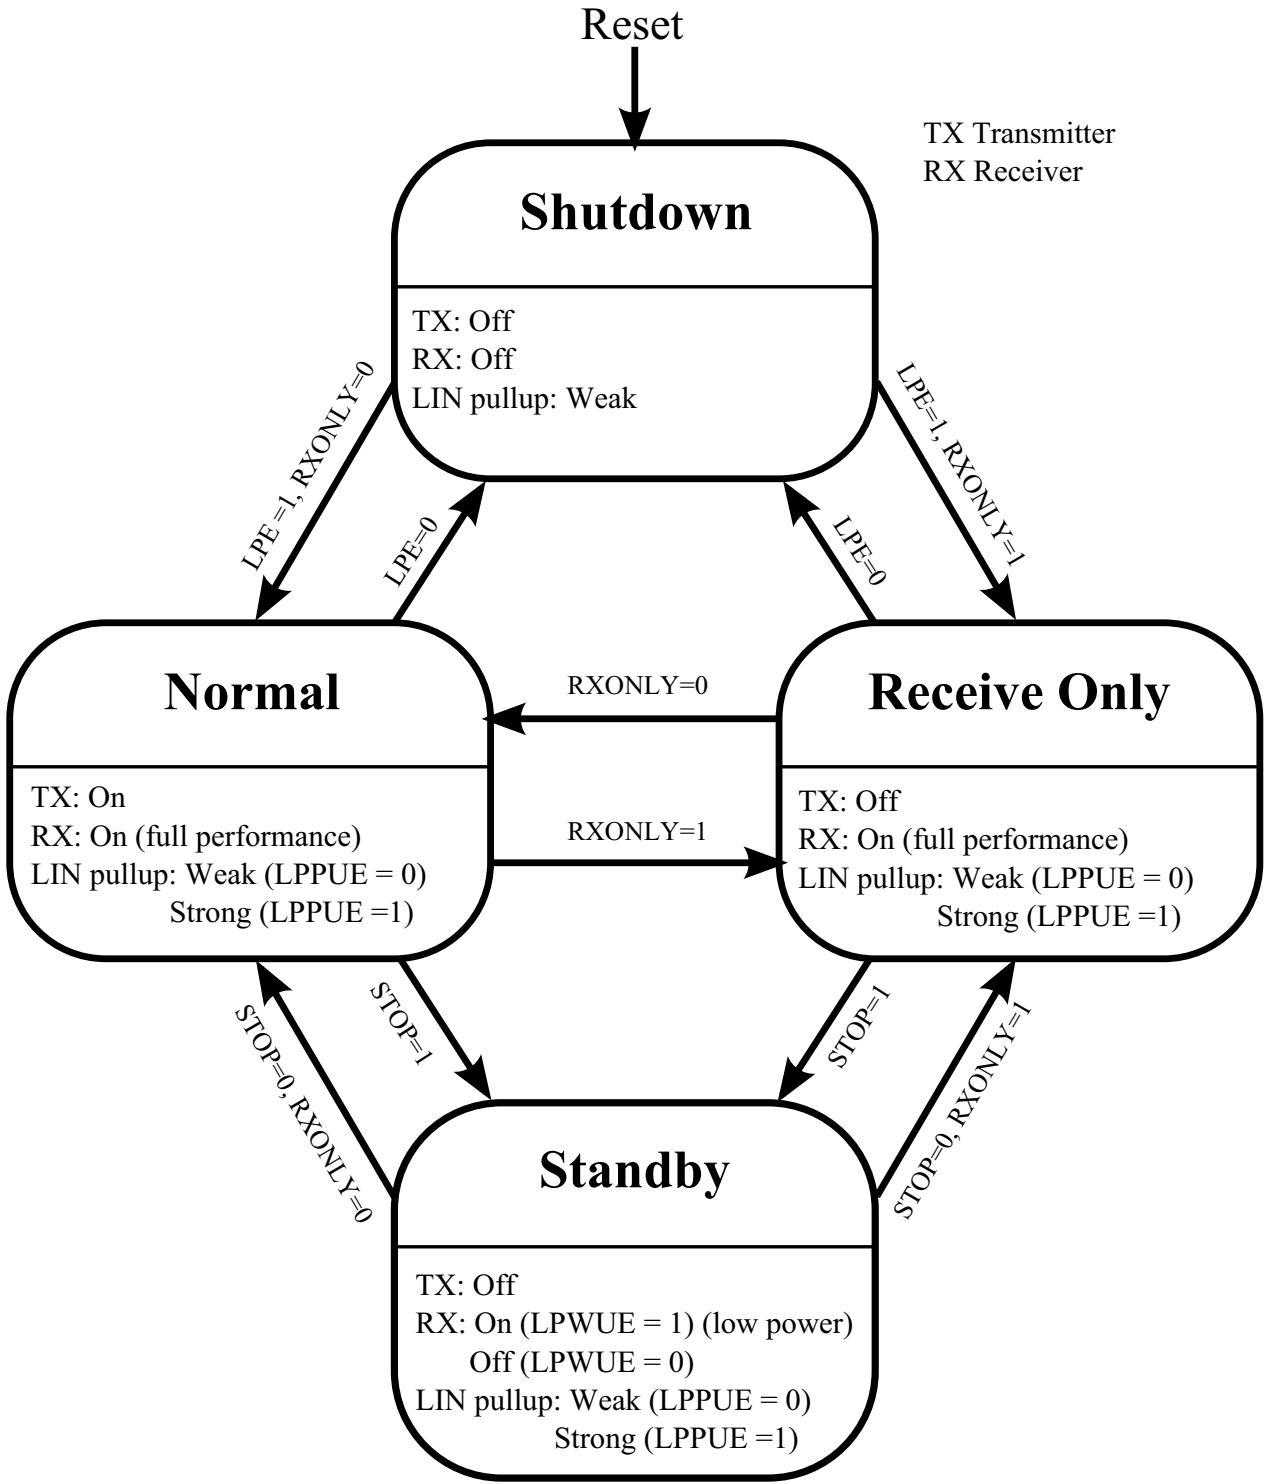 Reset
TX Transmitter
RX Receiver
Shutdown
TX: Off
RX: Off
LIN pullup: Weak
LPE =1, RXONLY=0
LPE=0
LPE=0
LPE=1, RXONLY=1
Normal
TX: On
RX: On (full performance)
LIN pullup: Weak (LPPUE = 0)
Strong (LPPUE =1)
RXONLY=0
RXONLY=1
Receive Only
TX: Off
RX: On (full performance)
LIN pullup: Weak (LPPUE = 0)
Strong (LPPUE =1)
STOP=0, RXONLY=0
STOP=1
STOP=1
STOP=0, RXONLY=1
Standby
TX: Off
RX: On (LPWUE = 1) (low power)
Off (LPWUE = 0)
LIN pullup: Weak (LPPUE = 0)
Strong (LPPUE =1)